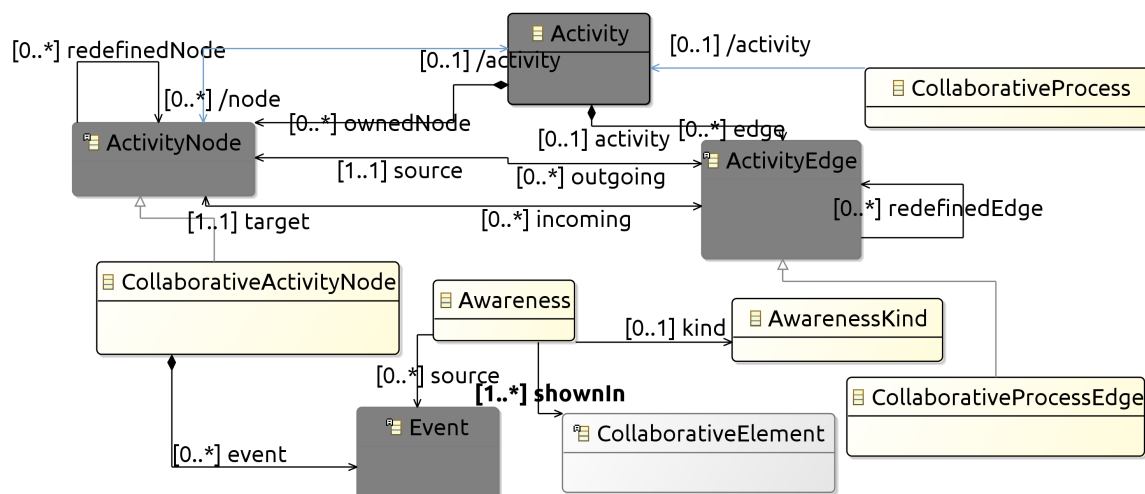 Activity
[0..*] redefinedNode
[0..1] /activity
[0..1] /activity
CollaborativeProcess
[0..*] /node
[0..*] ownedNode
[0..1] activity
[0..*] edge
ActivityNode
ActivityEdge
[1..1] source
[0..*] outgoing
[1..1] target
[0..*] incoming
[0..*] redefinedEdge
CollaborativeActivityNode
Awareness
AwarenessKind
[0..1] kind
[0..*] source
[1..*] shownIn
CollaborativeProcessEdge
Event
CollaborativeElement
[0..*] event